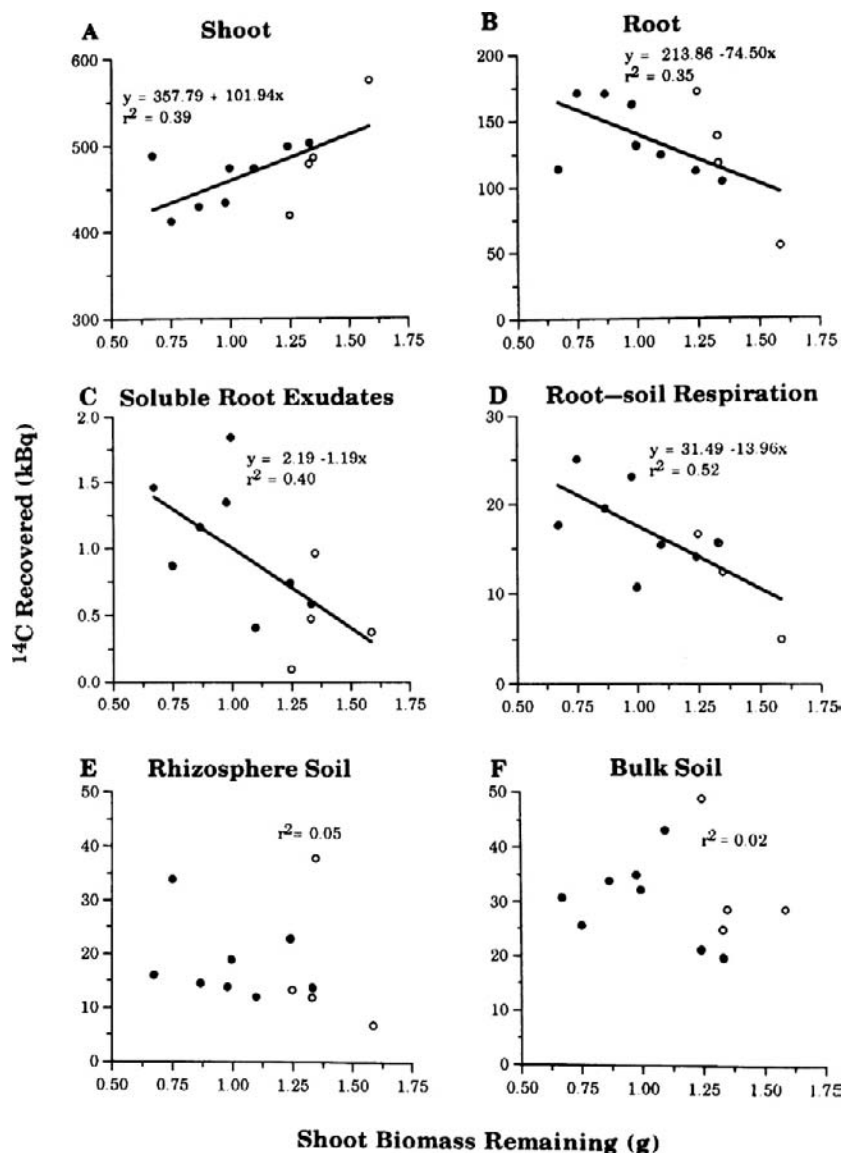 A Shoot
600
500
400
300
y = 357.79 + 101.94x
r² = 0.39
0.50 0.75 1.00 1.25 1.50 1.75
B Root
200
150
100
50
0
y = 213.86 -74.50x
r² = 0.35
0.50 0.75 1.00 1.25 1.50 1.75
C Soluble Root Exudates
2.0
1.5
1.0
0.5
0.0
y = 2.19 -1.19x
r² = 0.40
0.50 0.75 1.00 1.25 1.50 1.75
D Root–soil Respiration
30
20
10
0
y = 31.49 -13.96x
r² = 0.52
0.50 0.75 1.00 1.25 1.50 1.75
¹⁴C Recovered (kBq)
E Rhizosphere Soil
50
40
30
20
10
0
r² = 0.05
0.50 0.75 1.00 1.25 1.50 1.75
F Bulk Soil
50
40
30
20
10
0
r² = 0.02
0.50 0.75 1.00 1.25 1.50 1.75
Shoot Biomass Remaining (g)